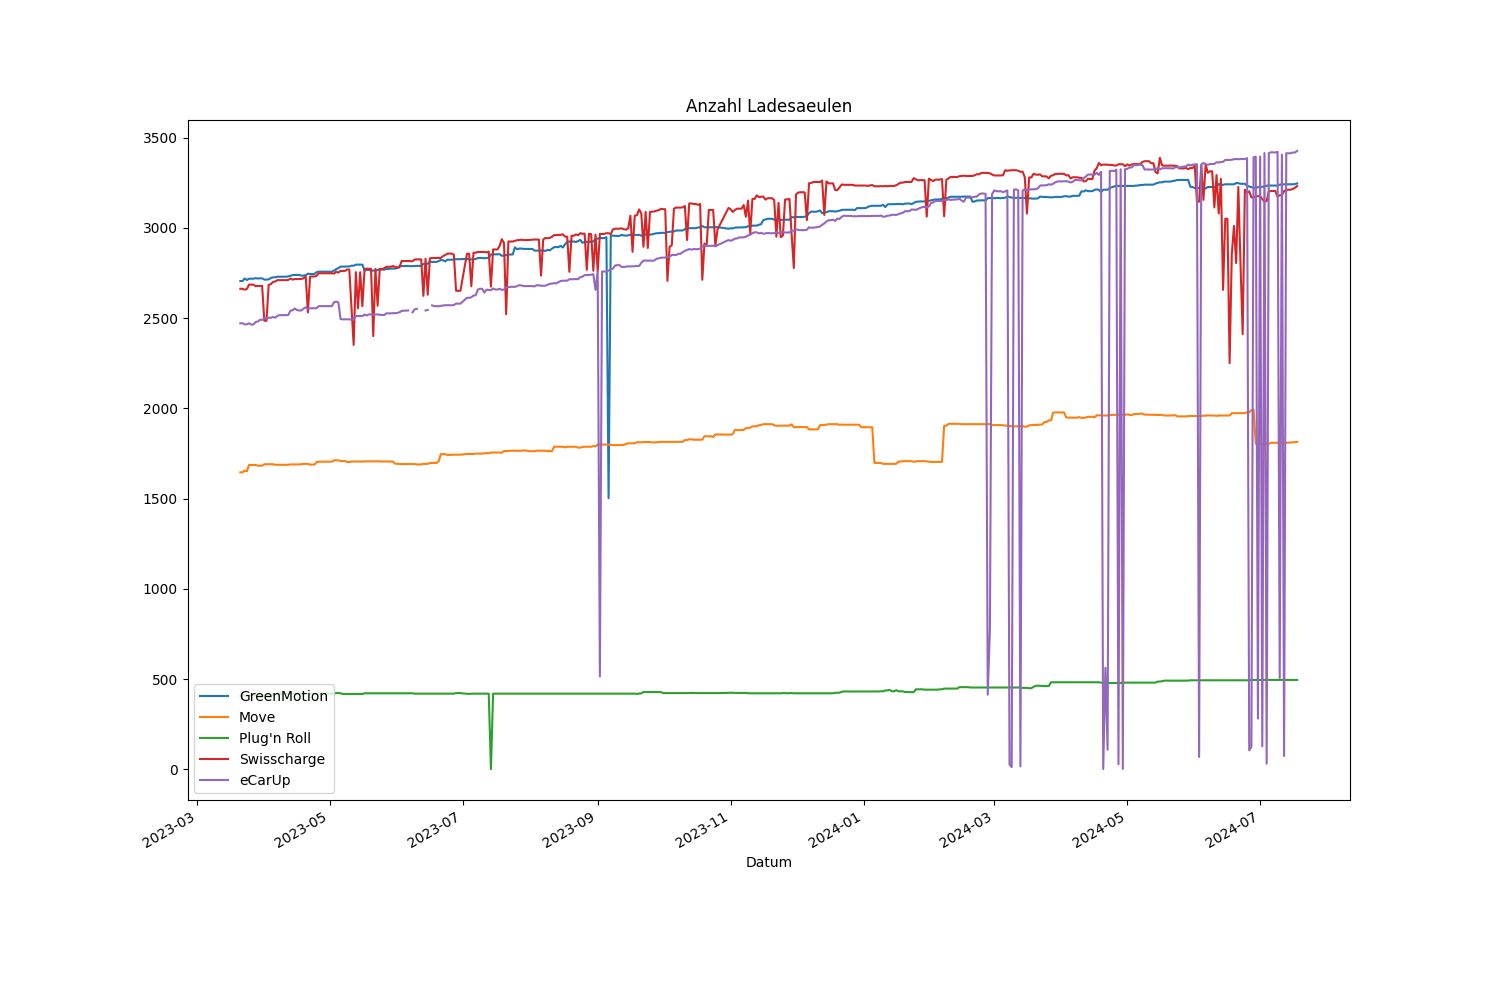 Anzahl Ladesaeulen
3500
3000
2500
2000
1500
1000
500
0
GreenMotion
Move
Plug'n Roll
Swisscharge
eCarUp
2023-03
2023-05
2023-07
2023-09
2023-11
2024-01
2024-03
2024-05
2024-07
Datum